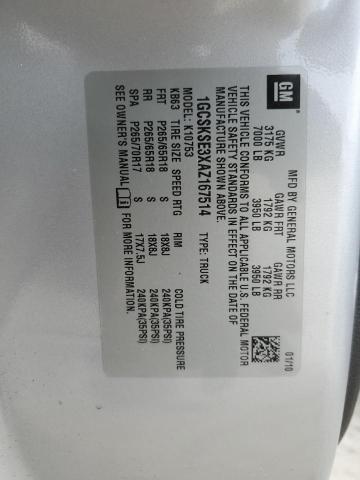 GM
MFD BY GENERAL MOTORS LLC
01/10
GVWR GAWR FRT GAWR RR
3175 KG 1792 KG 1792 KG
7000 LB 3950 LB 3950 LB
THIS VEHICLE CONFORMS TO ALL APPLICABLE U.S. FEDERAL MOTOR
VEHICLE SAFETY STANDARDS IN EFFECT ON THE DATE OF
MANUFACTURE SHOWN ABOVE.
1GCSKSE3XAZ167514 TYPE: TRUCK
MODEL: K10753
KB63 TIRE SIZE SPEED RTG RIM COLD TIRE PRESSURE
FRT P265/65R18 S 18X8J 240KPA(35PSI)
RR P265/65R18 S 18X8J 240KPA(35PSI)
SPA P265/70R17 S 17X7.5J 240KPA(35PSI)
SEE OWNER'S MANUAL FOR MORE INFORMATION.